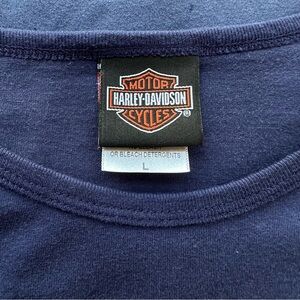 MOTOR
HARLEY-DAVIDSON
CYCLES
®
OR BLEACH DETERGENTS
L